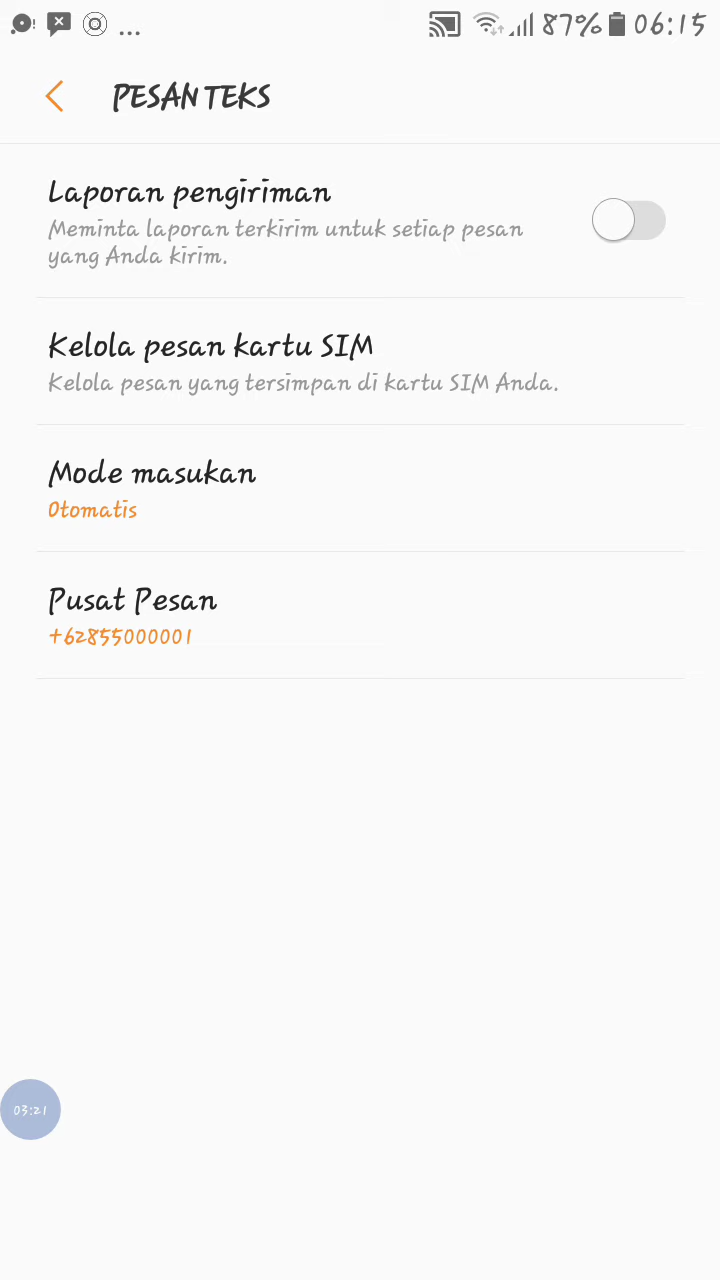 ... 87% 06:15
PESAN TEKS
Laporan pengiriman
Meminta laporan terkirim untuk setiap pesan
yang Anda kirim.
Kelola pesan kartu SIM
Kelola pesan yang tersimpan di kartu SIM Anda.
Mode masukan
Otomatis
Pusat Pesan
+62855000001
03:21